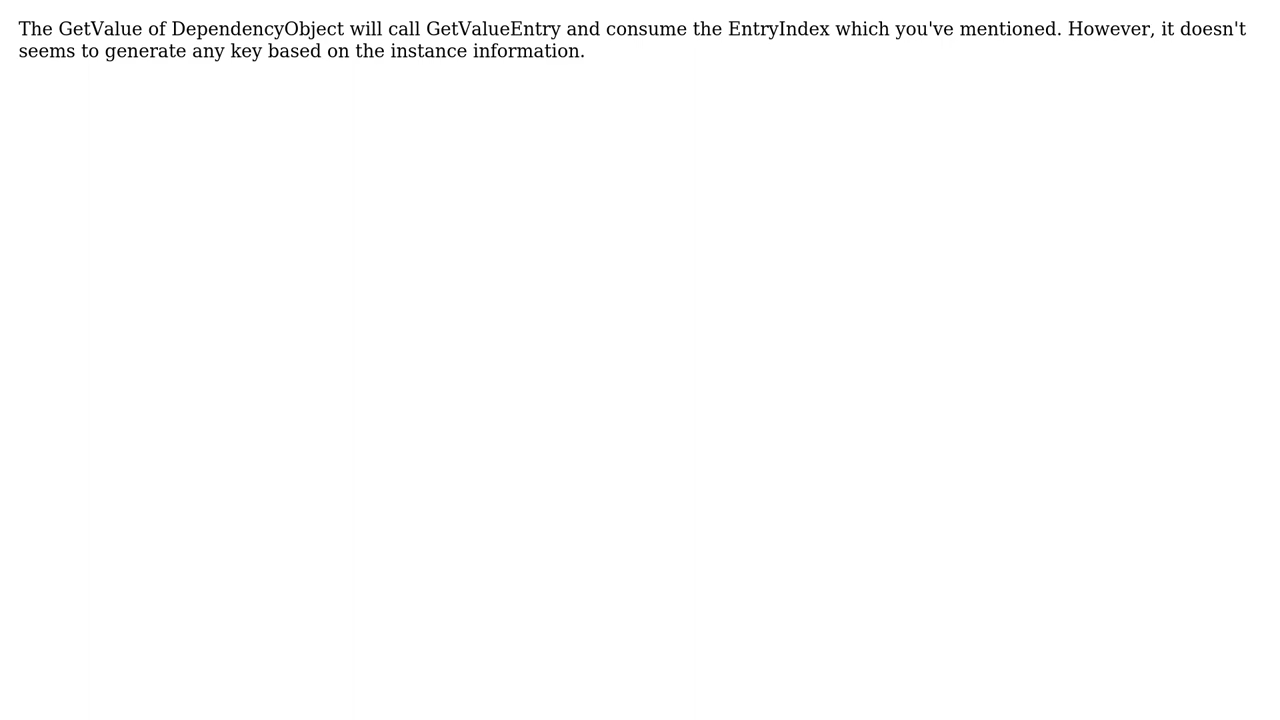 The GetValue of DependencyObject will call GetValueEntry and consume the EntryIndex which you've mentioned. However, it doesn't
seems to generate any key based on the instance information.